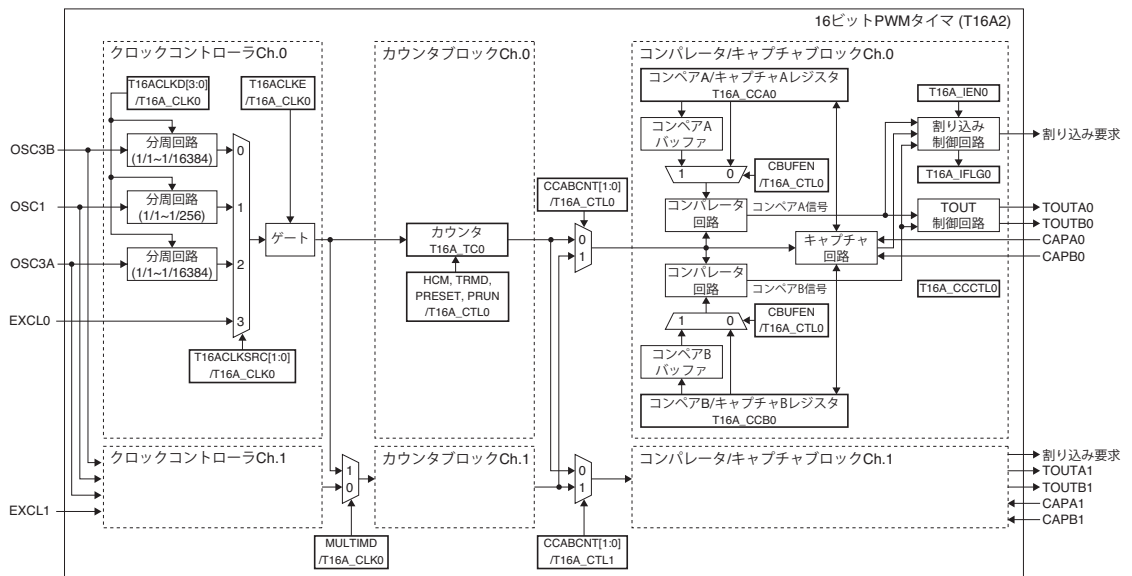 16ビットPWMタイマ (T16A2)
クロックコントローラCh.0
カウンタブロックCh.0
コンパレータ/キャプチャブロックCh.0
T16ACLKD[3:0]
/T16A_CLK0
T16ACLKE
/T16A_CLK0
OSC3B
分周回路
(1/1~1/16384)
0
OSC1
分周回路
(1/1~1/256)
1
OSC3A
分周回路
(1/1~1/16384)
2
EXCL0
3
ゲート
T16ACLKSRC[1:0]
/T16A_CLK0
カウンタ
T16A_TC0
HCM, TRMD,
PRESET, PRUN
/T16A_CTL0
CCABCNT[1:0]
/T16A_CTL0
0
1
コンペアA/キャプチャAレジスタ
T16A_CCA0
コンペアA
バッファ
1 0
CBUFEN
/T16A_CTL0
コンパレータ
回路
コンペアA信号
コンパレータ
回路
コンペアB信号
1 0
CBUFEN
/T16A_CTL0
コンペアB
バッファ
コンペアB/キャプチャBレジスタ
T16A_CCB0
キャプチャ
回路
T16A_IEN0
割り込み
制御回路
T16A_IFLG0
TOUT
制御回路
T16A_CCCTL0
割り込み要求
TOUTA0
TOUTB0
CAPA0
CAPB0
クロックコントローラCh.1
カウンタブロックCh.1
コンパレータ/キャプチャブロックCh.1
EXCL1
1
0
MULTIMD
/T16A_CLK0
0
1
CCABCNT[1:0]
/T16A_CTL1
割り込み要求
TOUTA1
TOUTB1
CAPA1
CAPB1